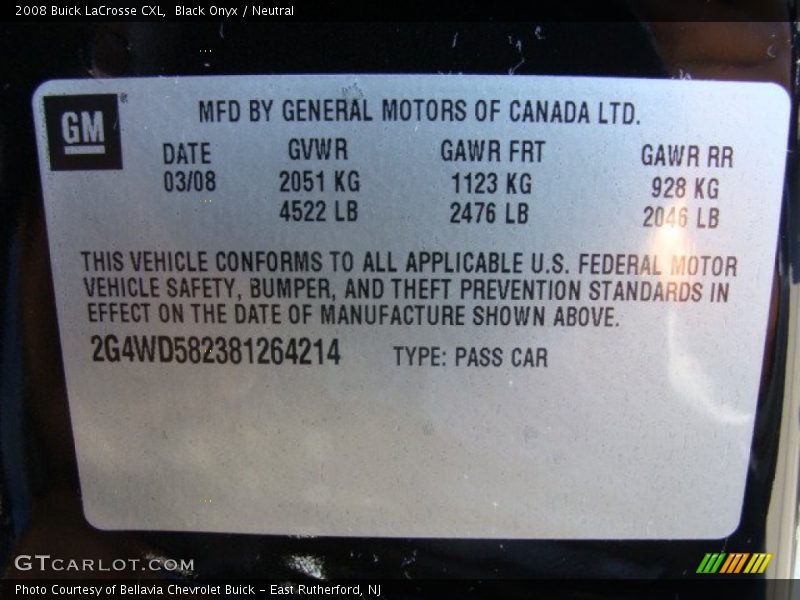 2008 Buick LaCrosse CXL,  Black Onyx / Neutral
GM
MFD BY GENERAL MOTORS OF CANADA LTD.
DATE GVWR GAWR FRT GAWR RR
03/08 2051 KG 1123 KG 928 KG
4522 LB 2476 LB 2046 LB
THIS VEHICLE CONFORMS TO ALL APPLICABLE U.S. FEDERAL MOTOR
VEHICLE SAFETY, BUMPER, AND THEFT PREVENTION STANDARDS IN
EFFECT ON THE DATE OF MANUFACTURE SHOWN ABOVE.
2G4WD582381264214 TYPE: PASS CAR
GTCARLOT.COM
Photo Courtesy of Bellavia Chevrolet Buick – East Rutherford, NJ